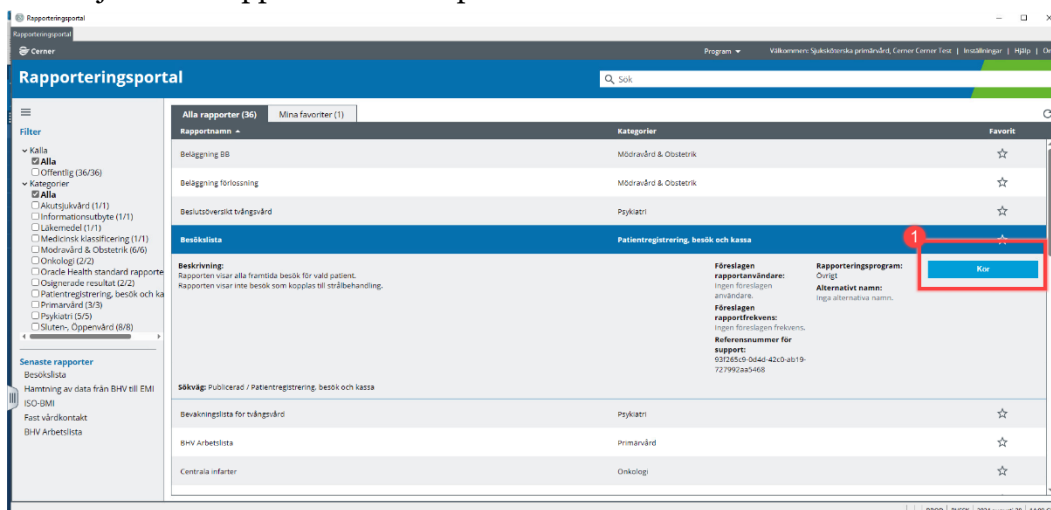 Rapporteringsportal
Rapporteringsportal
Cerner
Program
Välkommen: Sjuksköterska primärvård, Cerner Cerner Test | Inställningar | Hjälp |
Rapporteringsportal
Sök
Alla rapporter (36)
Mina favoriter (1)
Filter
Rapportnamn
Kategorier
Favorit
Källa
Alla
Offentlig (36/36)
Kategorier
Alla
Akutsjukvård (1/1)
Informationsutbyte (1/1)
Läkemedel (1/1)
Medicinsk klassificering (1/1)
Mödravård & Obstetrik (6/6)
Onkologi (2/2)
Oracle Health standard rapporte
Osignerade resultat (2/2)
Patientregistrering, besök och ka
Primärvård (3/3)
Psykiatri (5/5)
Sluten-, Öppenvård (8/8)
Senaste rapporter
Besökslista
Hämtning av data från BHV till EMI
ISO-BMI
Fast vårdkontakt
BHV Arbetslista
Beläggning BB
Mödravård & Obstetrik
Beläggning förlossning
Mödravård & Obstetrik
Beslutsöversikt tvångsvård
Psykiatri
Besökslista
Patientregistrering, besök och kassa
1
Beskrivning:
Rapporten visar alla framtida besök för vald patient.
Rapporten visar inte besök som kopplas till strålbehandling.
Föreslagen
rapportanvändare:
Ingen föreslagen
användare.
Föreslagen
rapportfrekvens:
Ingen föreslagen frekvens.
Referensnummer för
support:
93f265c9-0d4d-42c0-ab19-
727992aa5468
Rapporteringsprogram:
Övrigt
Alternativt namn:
Inga alternativa namn.
Kör
Sökväg: Publicerad / Patientregistrering, besök och kassa
Bevakningslista för tvångsvård
Psykiatri
BHV Arbetslista
Primärvård
Centrala infarter
Onkologi